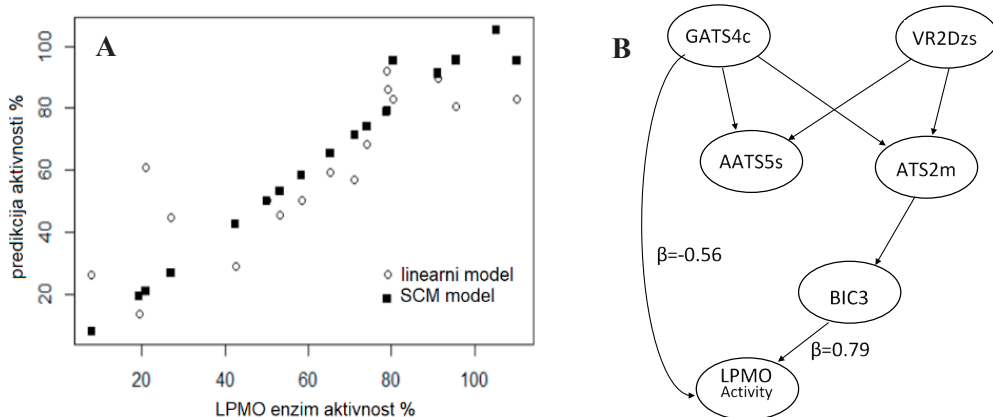 A
100
80
60
40
20
predikcija aktivnosti %
linearni model
SCM model
20 40 60 80 100
LPMO enzim aktivnost %
B
GATS4c
VR2Dzs
AATS5s
ATS2m
β=-0.56
BIC3
β=0.79
LPMO
Activity